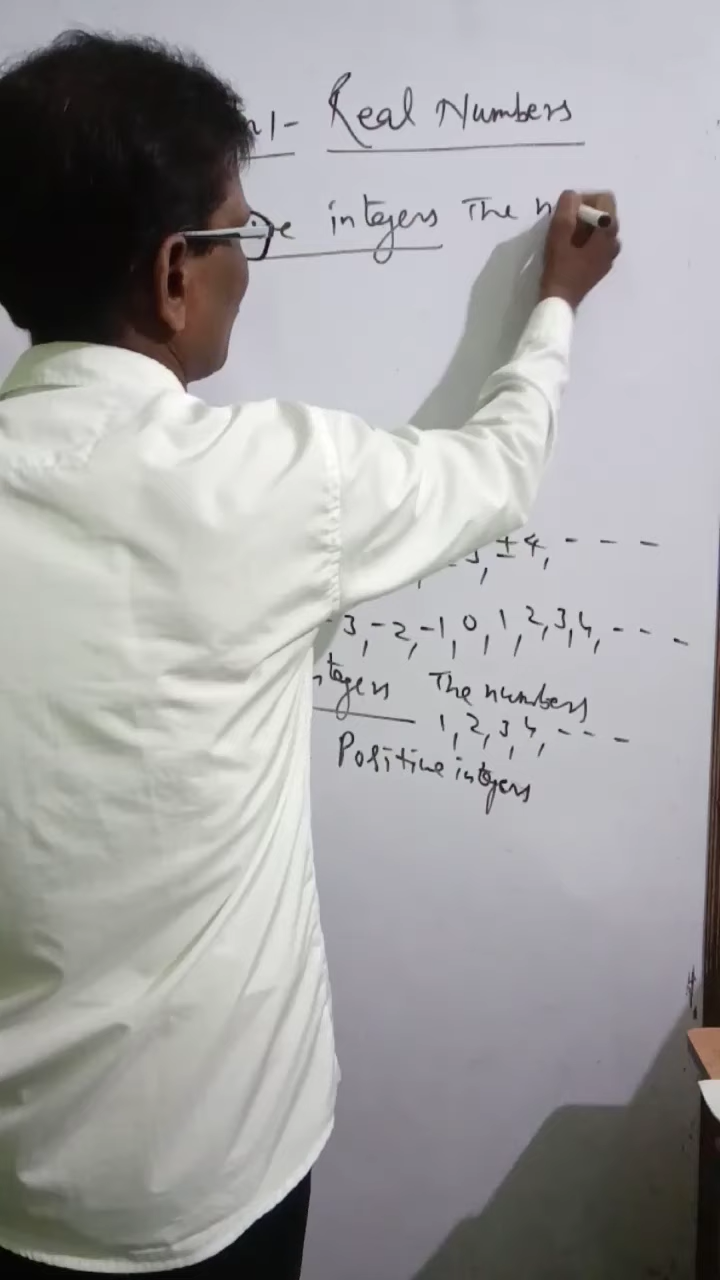 1- Real Numbers
integers The n
±4, - - -
3, -2, -1, 0, 1, 2, 3, 4, - - -
tegers The numbers
1, 2, 3, 4, - - -
Positive integers